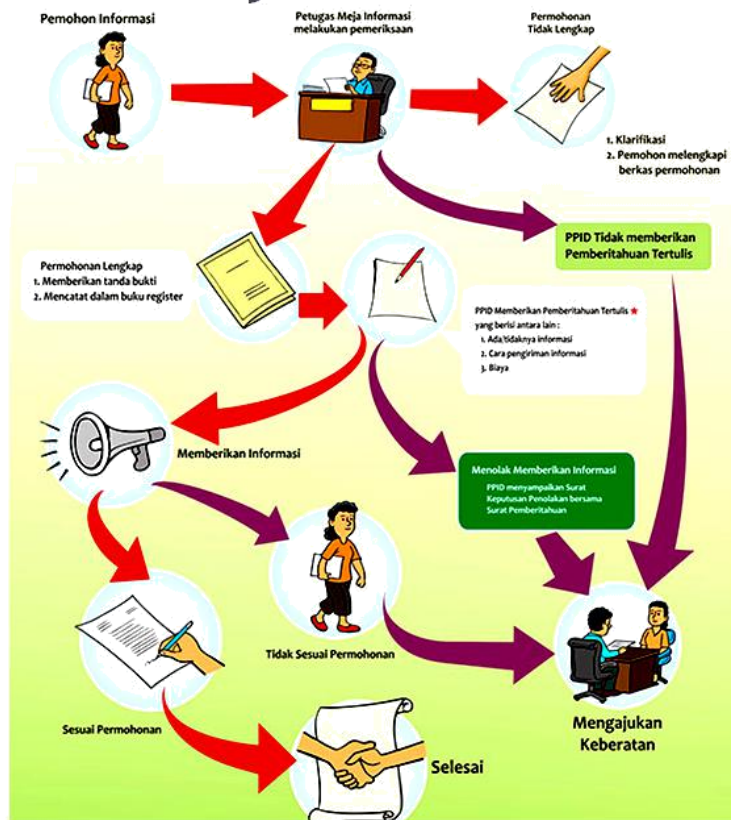 Pemohon Informasi
Petugas Meja Informasi
melakukan pemeriksaan
Permohonan
Tidak Lengkap
1. Klarifikasi
2. Pemohon melengkapi
berkas permohonan
PPID Tidak memberikan
Pemberitahuan Tertulis
Permohonan Lengkap
1. Memberikan tanda bukti
2. Mencatat dalam buku register
PPID Memberikan Pemberitahuan Tertulis
yang berisi antara lain :
1. Ada/tidaknya informasi
2. Cara pengiriman informasi
3. Biaya
Memberikan Informasi
Menolak Memberikan Informasi
PPID menyampaikan Surat
Keputusan Penolakan bersama
Surat Pemberitahuan
Tidak Sesuai Permohonan
Sesuai Permohonan
Mengajukan
Keberatan
Selesai